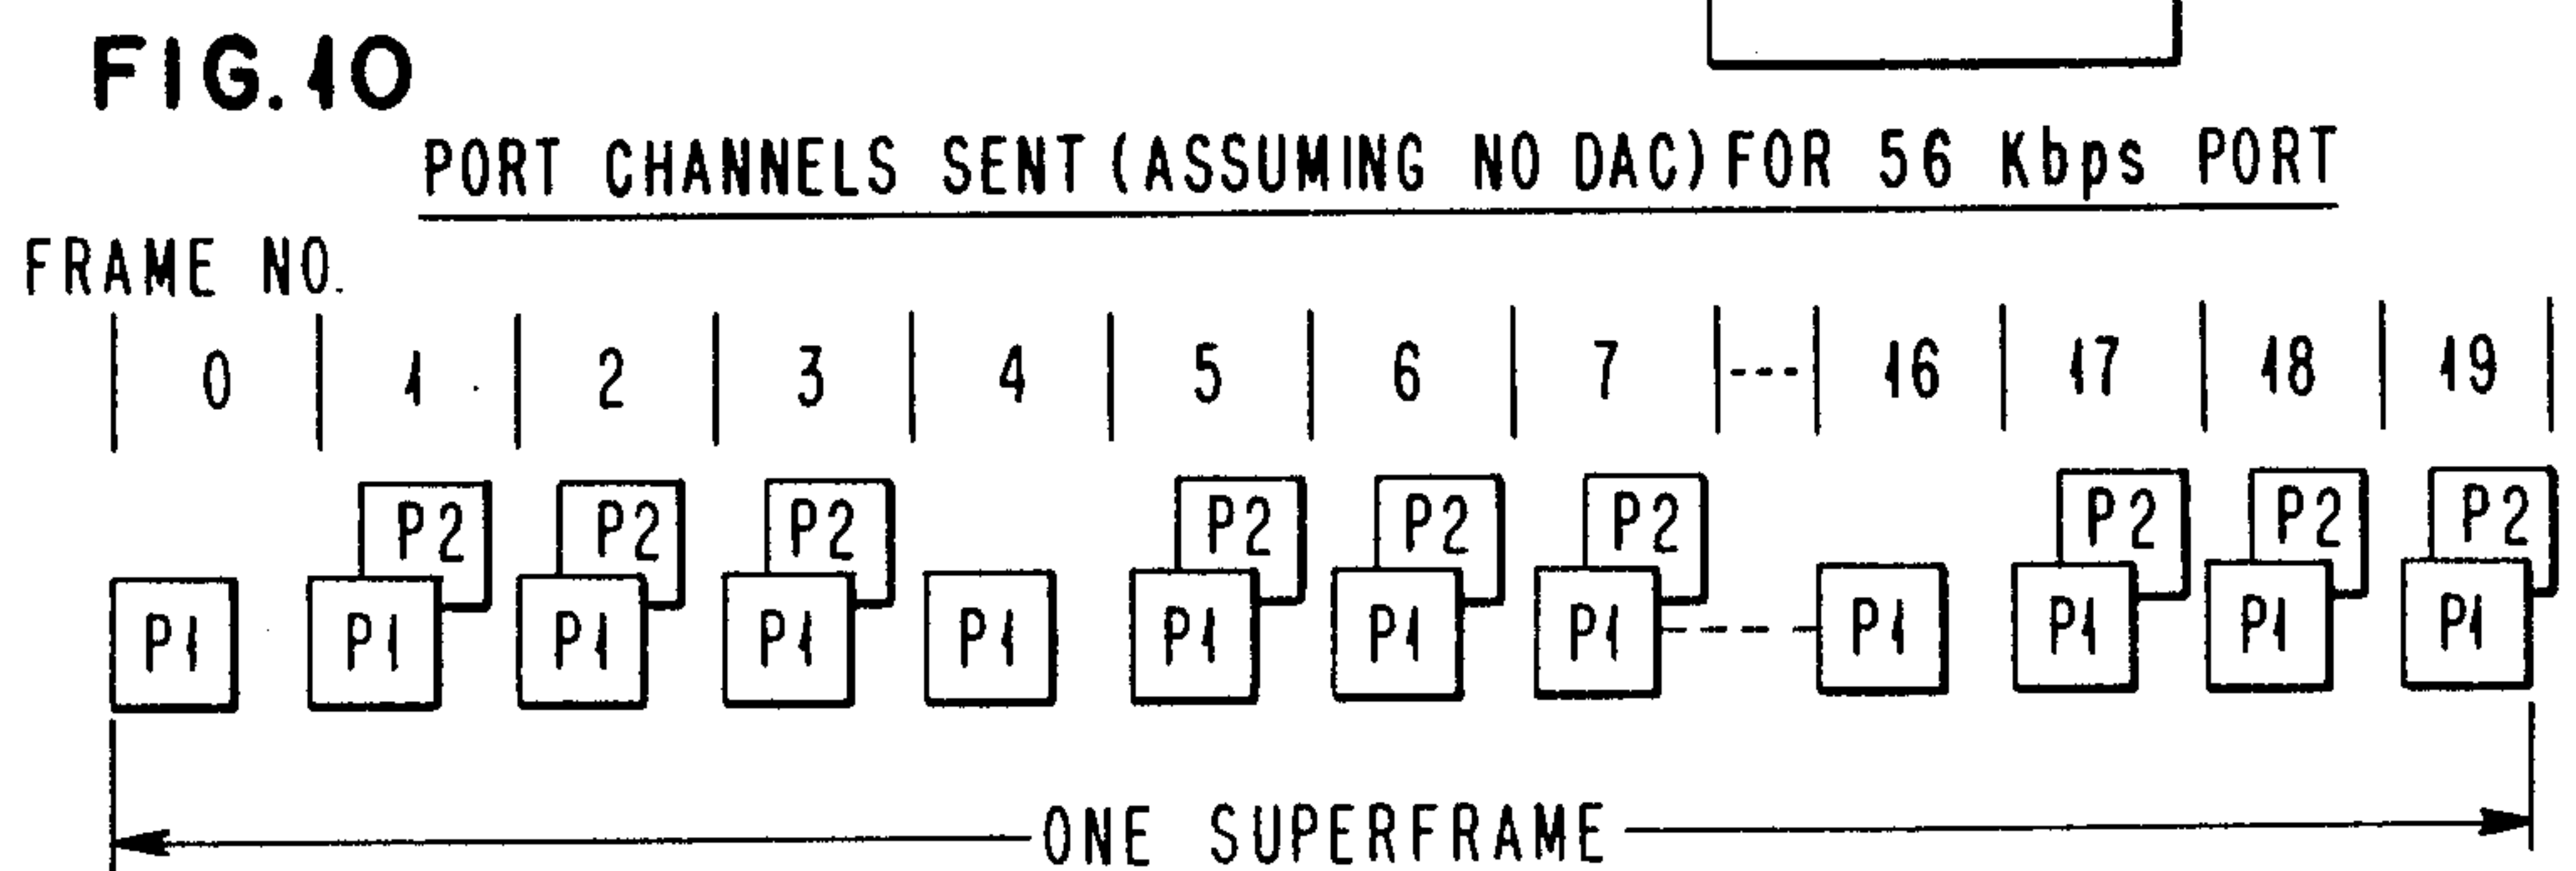 FIG. 10
PORT CHANNELS SENT (ASSUMING NO DAC) FOR 56 Kbps PORT
FRAME NO.
0 1 2 3 4 5 6 7 --- 16 17 18 19
P2 P2 P2 P2 P2 P2 P2 P2 P2
P1 P1 P1 P1 P1 P1 P1 P1 ---- P1 P1 P1 P1
ONE SUPERFRAME